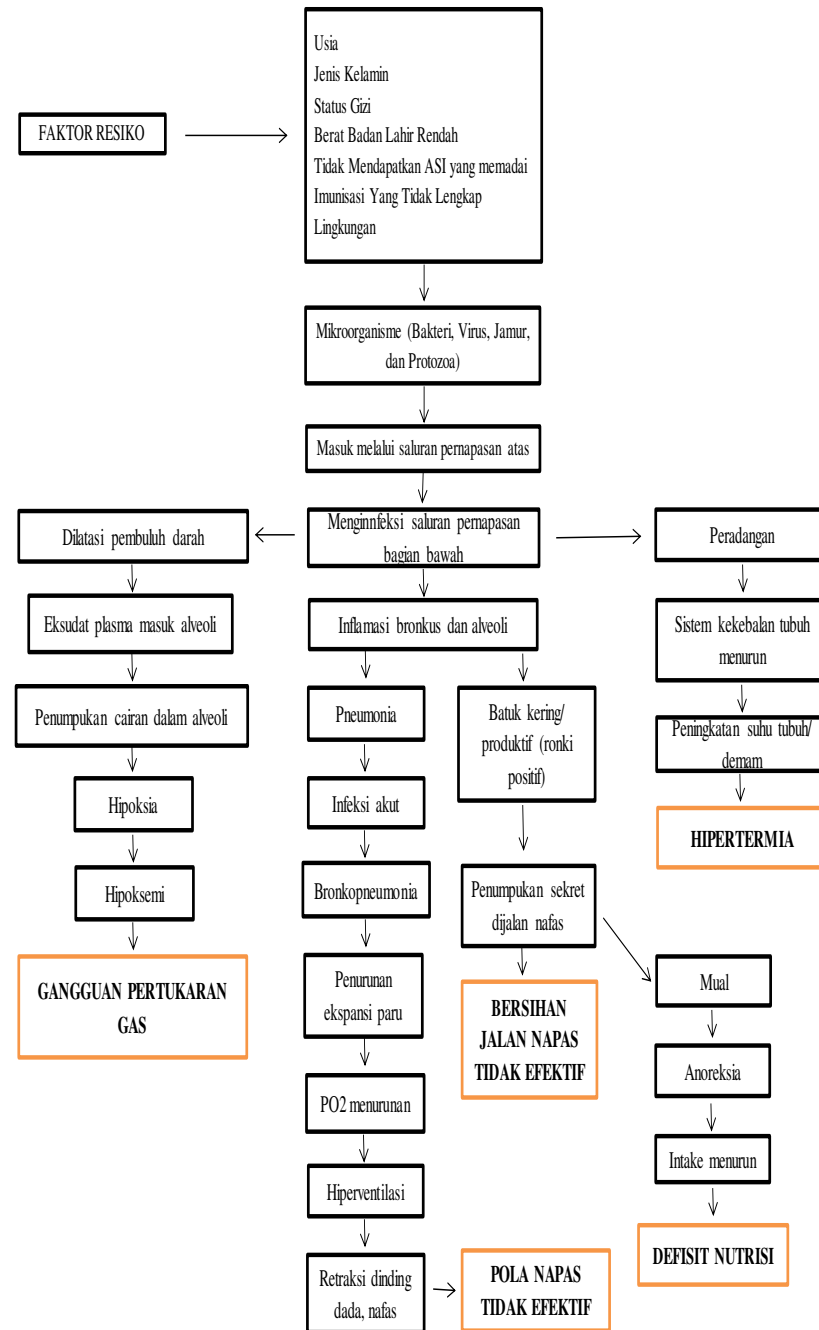 Usia
Jenis Kelamin
Status Gizi
Berat Badan Lahir Rendah
Tidak Mendapatkan ASI yang memadai
Imunisasi Yang Tidak Lengkap
Lingkungan
FAKTOR RESIKO
Mikroorganisme (Bakteri, Virus, Jamur,
dan Protozoa)
Masuk melalui saluran pernapasan atas
Menginnfeksi saluran pernapasan
bagian bawah
Dilatasi pembuluh darah
Eksudat plasma masuk alveoli
Penumpukan cairan dalam alveoli
Hipoksia
Hipoksemi
GANGGUAN PERTUKARAN
GAS
Inflamasi bronkus dan alveoli
Pneumonia
Infeksi akut
Bronkopneumonia
Penurunan
ekspansi paru
PO2 menurunan
Hiperventilasi
Retraksi dinding
dada, nafas
POLA NAPAS
TIDAK EFEKTIF
Batuk kering/
produktif (ronki
positif)
Penumpukan sekret
dijalan nafas
BERSIHAN
JALAN NAPAS
TIDAK EFEKTIF
Mual
Anoreksia
Intake menurun
DEFISIT NUTRISI
Peradangan
Sistem kekebalan tubuh
menurun
Peningkatan suhu tubuh/
demam
HIPERTERMIA